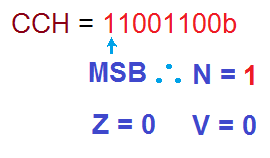 CCH = 11001100b
MSB ∴ N = 1
Z = 0 V = 0